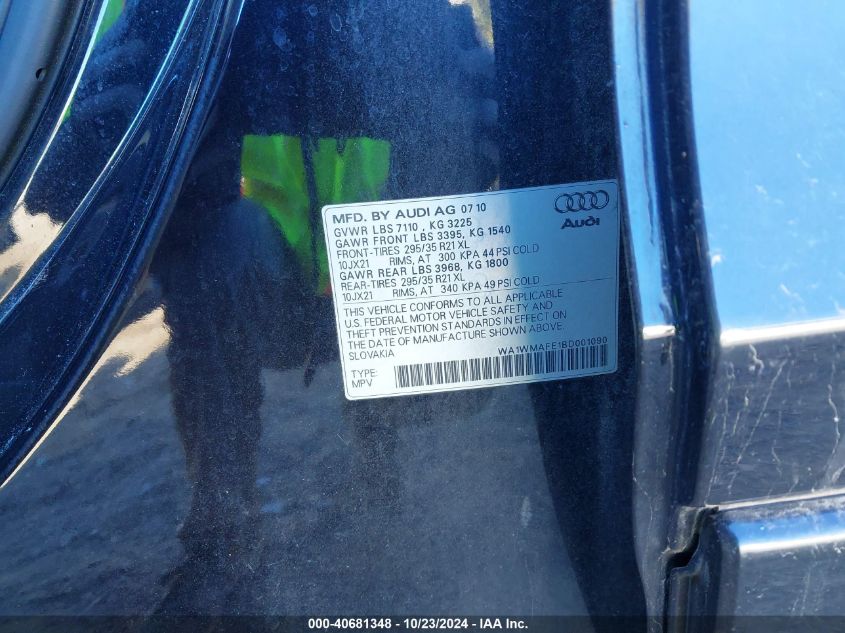 MFD. BY AUDI AG 07 10
GVWR LBS 7110 , KG 3225
GAWR FRONT LBS 3395, KG 1540
FRONT-TIRES 295/35 R21 XL
10JX21 RIMS, AT 300 KPA 44 PSI COLD
GAWR REAR LBS 3968, KG 1800
REAR-TIRES 295/35 R21 XL
10JX21 RIMS, AT 340 KPA 49 PSI COLD
Audi
THIS VEHICLE CONFORMS TO ALL APPLICABLE
U.S. FEDERAL MOTOR VEHICLE SAFETY AND
THEFT PREVENTION STANDARDS IN EFFECT ON
THE DATE OF MANUFACTURE SHOWN ABOVE.
SLOVAKIA
WA1WMAFE1BD001090
TYPE:
MPV
000-40681348 - 10/23/2024 - IAA Inc.